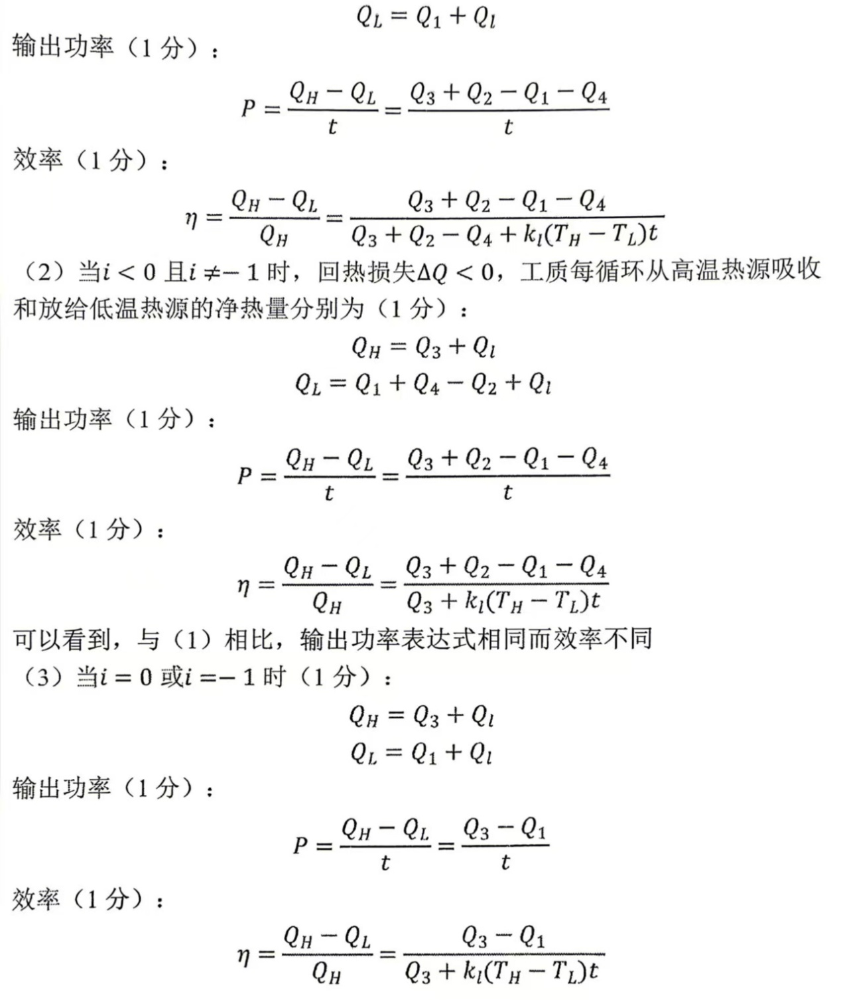 Q_L = Q_1 + Q_l
输出功率（1 分）：
P = \frac{Q_H - Q_L}{t} = \frac{Q_3 + Q_2 - Q_1 - Q_4}{t}
效率（1 分）：
η = \frac{Q_H - Q_L}{Q_H} = \frac{Q_3 + Q_2 - Q_1 - Q_4}{Q_3 + Q_2 - Q_4 + k_l(T_H - T_L)t}
（2）当i < 0 且i ≠− 1 时，回热损失ΔQ < 0，工质每循环从高温热源吸收
和放给低温热源的净热量分别为（1 分）：
Q_H = Q_3 + Q_l
Q_L = Q_1 + Q_4 - Q_2 + Q_l
输出功率（1 分）：
P = \frac{Q_H - Q_L}{t} = \frac{Q_3 + Q_2 - Q_1 - Q_4}{t}
效率（1 分）：
η = \frac{Q_H - Q_L}{Q_H} = \frac{Q_3 + Q_2 - Q_1 - Q_4}{Q_3 + k_l(T_H - T_L)t}
可以看到，与（1）相比，输出功率表达式相同而效率不同
（3）当i = 0 或i =− 1 时（1 分）：
Q_H = Q_3 + Q_l
Q_L = Q_1 + Q_l
输出功率（1 分）：
P = \frac{Q_H - Q_L}{t} = \frac{Q_3 - Q_1}{t}
效率（1 分）：
η = \frac{Q_H - Q_L}{Q_H} = \frac{Q_3 - Q_1}{Q_3 + k_l(T_H - T_L)t}